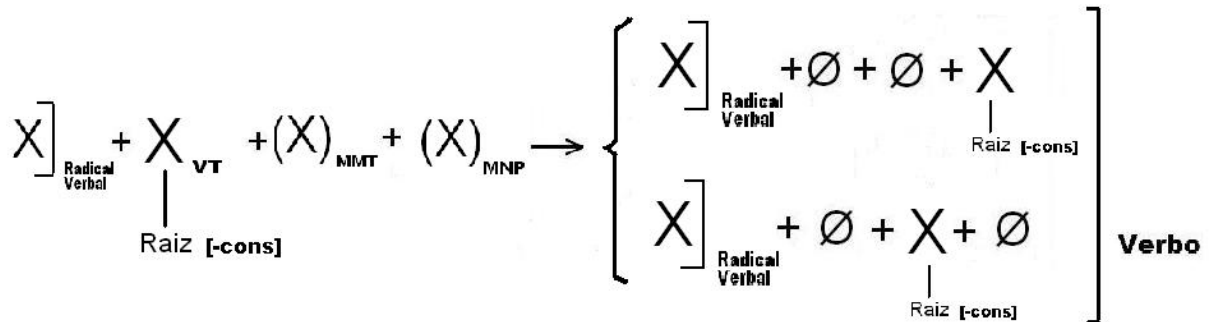 X] Radical Verbal +∅ + ∅ + X
Raiz [-cons]
X] Radical Verbal + X VT +(X) MMT + (X) MNP →
Raiz [-cons]
X] Radical Verbal + ∅ + X + ∅
Raiz [-cons]
Verbo